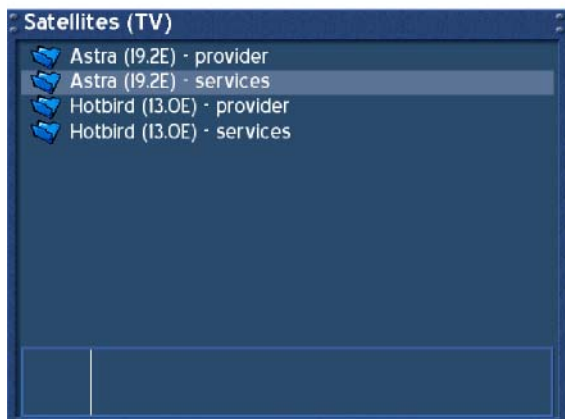 Satellites (TV)
Astra (19.2E) - provider
Astra (19.2E) - services
Hotbird (13.0E) - provider
Hotbird (13.0E) - services